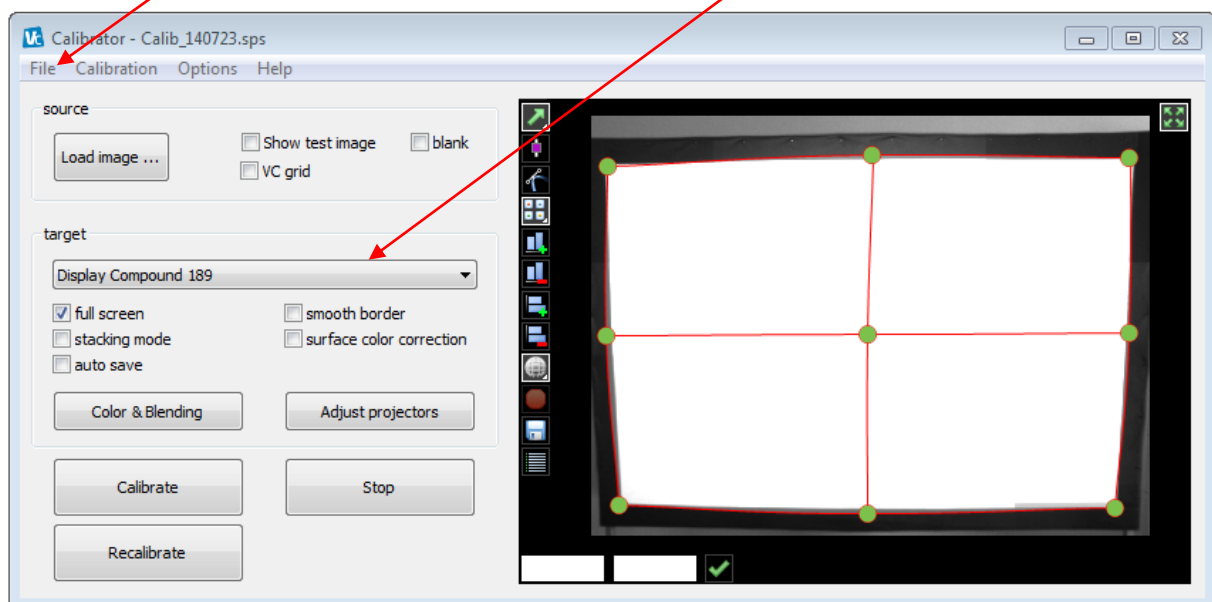 Vc Calibrator - Calib_140723.sps
File Calibration Options Help
source
Load image ...
Show test image
blank
VC grid
target
Display Compound 189
full screen
smooth border
stacking mode
surface color correction
auto save
Color & Blending
Adjust projectors
Calibrate
Stop
Recalibrate